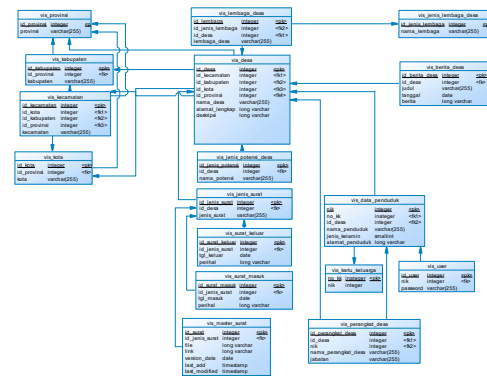 vis_provinsi
id_provinsi integer <pk>
provinsi varchar(255)
vis_kabupaten
id_kabupaten integer <pk>
id_provinsi integer <fk>
kabupaten varchar(255)
vis_kecamatan
id_kecamatan integer <pk>
id_kota integer <fk1>
id_kabupaten integer <fk2>
id_provinsi integer <fk3>
kecamatan varchar(255)
vis_kota
id_kota integer <pk>
id_provinsi integer <fk>
kota varchar(255)
vis_lembaga_desa
id_lembaga integer <pk>
id_jenis_lembaga integer <fk2>
id_desa integer <fk1>
lembaga_desa varchar(255)
vis_jenis_lembaga_desa
id_jenis_lembaga integer <pk>
nama_lembaga varchar(255)
vis_desa
id_desa integer <pk>
id_kecamatan integer <fk1>
id_kabupaten integer <fk2>
id_kota integer <fk3>
id_provinsi integer <fk4>
nama_desa varchar(255)
alamat_lengkap long varchar
deskripsi long varchar
vis_berita_desa
id_berita_desa integer <pk>
id_desa integer <fk>
judul varchar(255)
tanggal date
berita long varchar
vis_jenis_potensi_desa
id_jenis_potensi integer <pk>
id_desa integer <fk>
nama_potensi varchar(255)
vis_jenis_surat
id_jenis_surat integer <pk>
id_desa integer <fk>
jenis_surat varchar(255)
vis_surat_keluar
id_surat_keluar integer <pk>
id_jenis_surat integer <fk>
tgl_keluar date
perihal long varchar
vis_surat_masuk
id_surat_masuk integer <pk>
id_jenis_surat integer <fk>
tgl_masuk date
perihal long varchar
vis_master_surat
id_surat integer <pk>
id_jenis_surat integer <fk>
file long varchar
link long varchar
version_date date
last_add timestamp
last_modified timestamp
vis_data_penduduk
nik integer <pk>
no_kk inateger <fk1>
id_desa integer <fk2>
nama_penduduk varchar(255)
jenis_kelamin smallint
alamat_penduduk long varchar
vis_kartu_keluarga
no_kk inateger <pk>
nik integer
vis_user
id_user integer <pk>
nik integer <fk>
password varchar(255)
vis_perangkat_desa
id_perangkat_desa integer <pk>
id_desa integer <fk1>
nik integer <fk2>
nama_perangkat_desa varchar(255)
jabatan varchar(255)